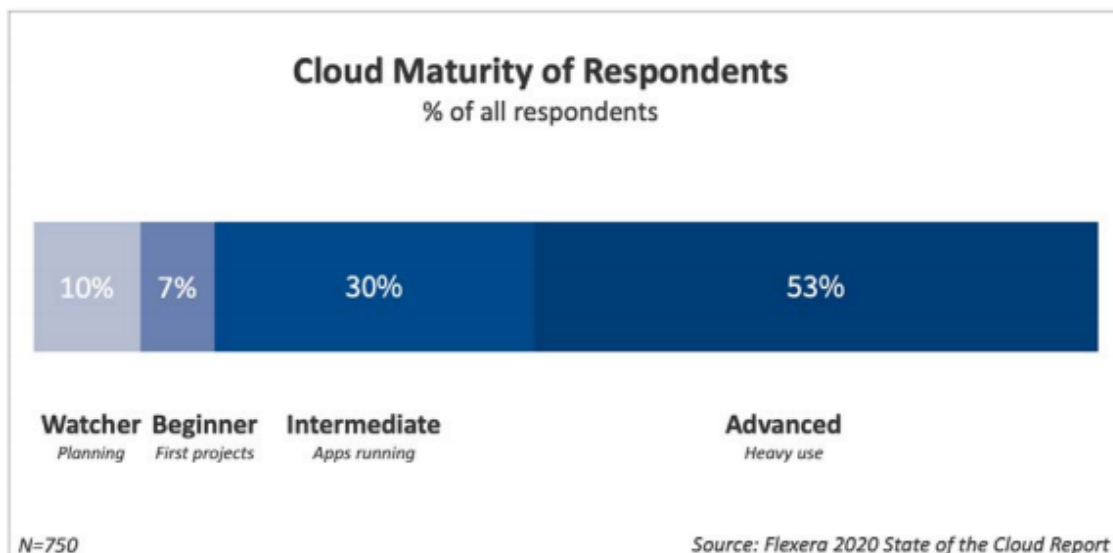 Cloud Maturity of Respondents
% of all respondents
10% 7% 30% 53%
Watcher Beginner Intermediate Advanced
Planning First projects Apps running Heavy use
N=750 Source: Flexera 2020 State of the Cloud Report